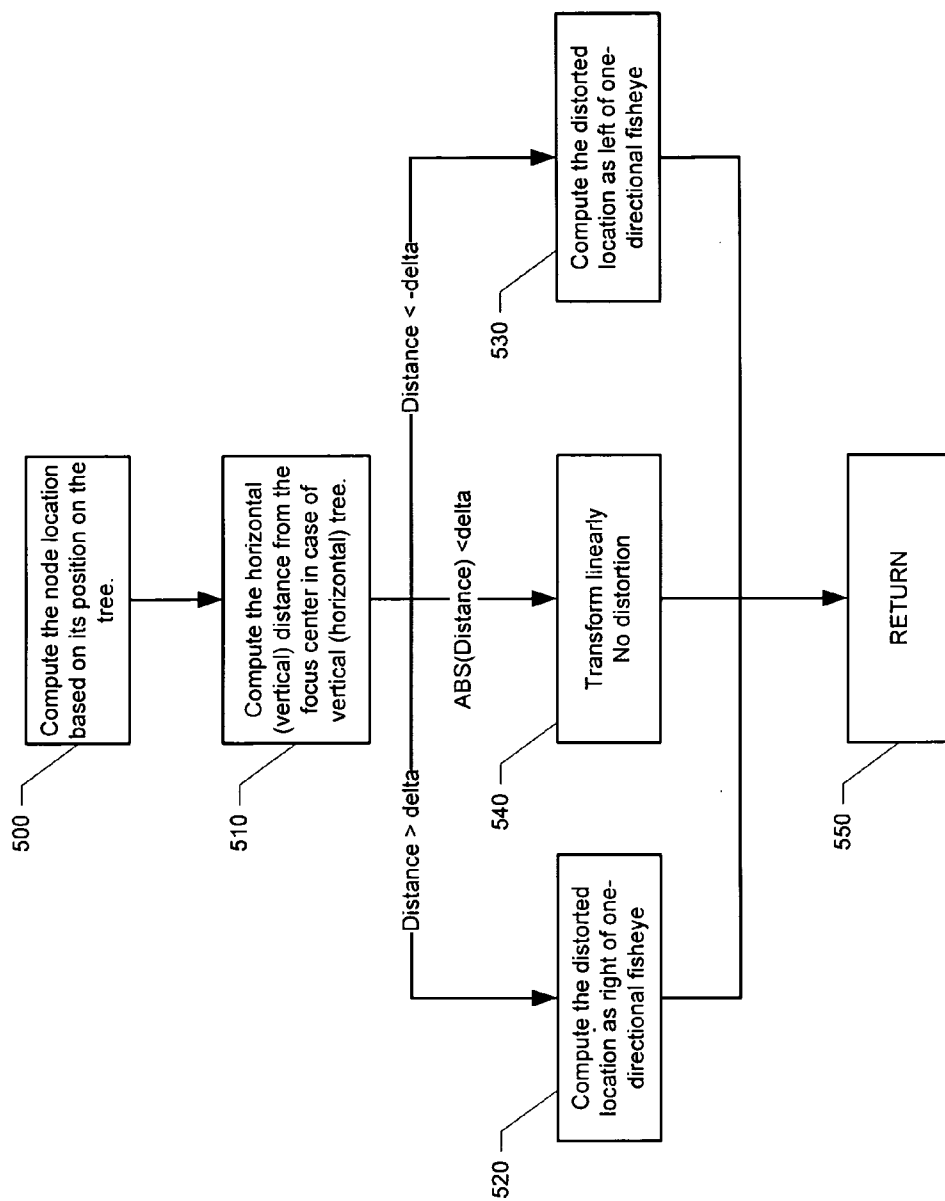 500
Compute the node location
based on its position on the
tree.
510
Compute the horizontal
(vertical) distance from the
focus center in case of
vertical (horizontal) tree.
Distance > delta
ABS(Distance) <delta
Distance < -delta
520
Compute the distorted
location as right of one-
directional fisheye
540
Transform linearly
No distortion
530
Compute the distorted
location as left of one-
directional fisheye
550
RETURN